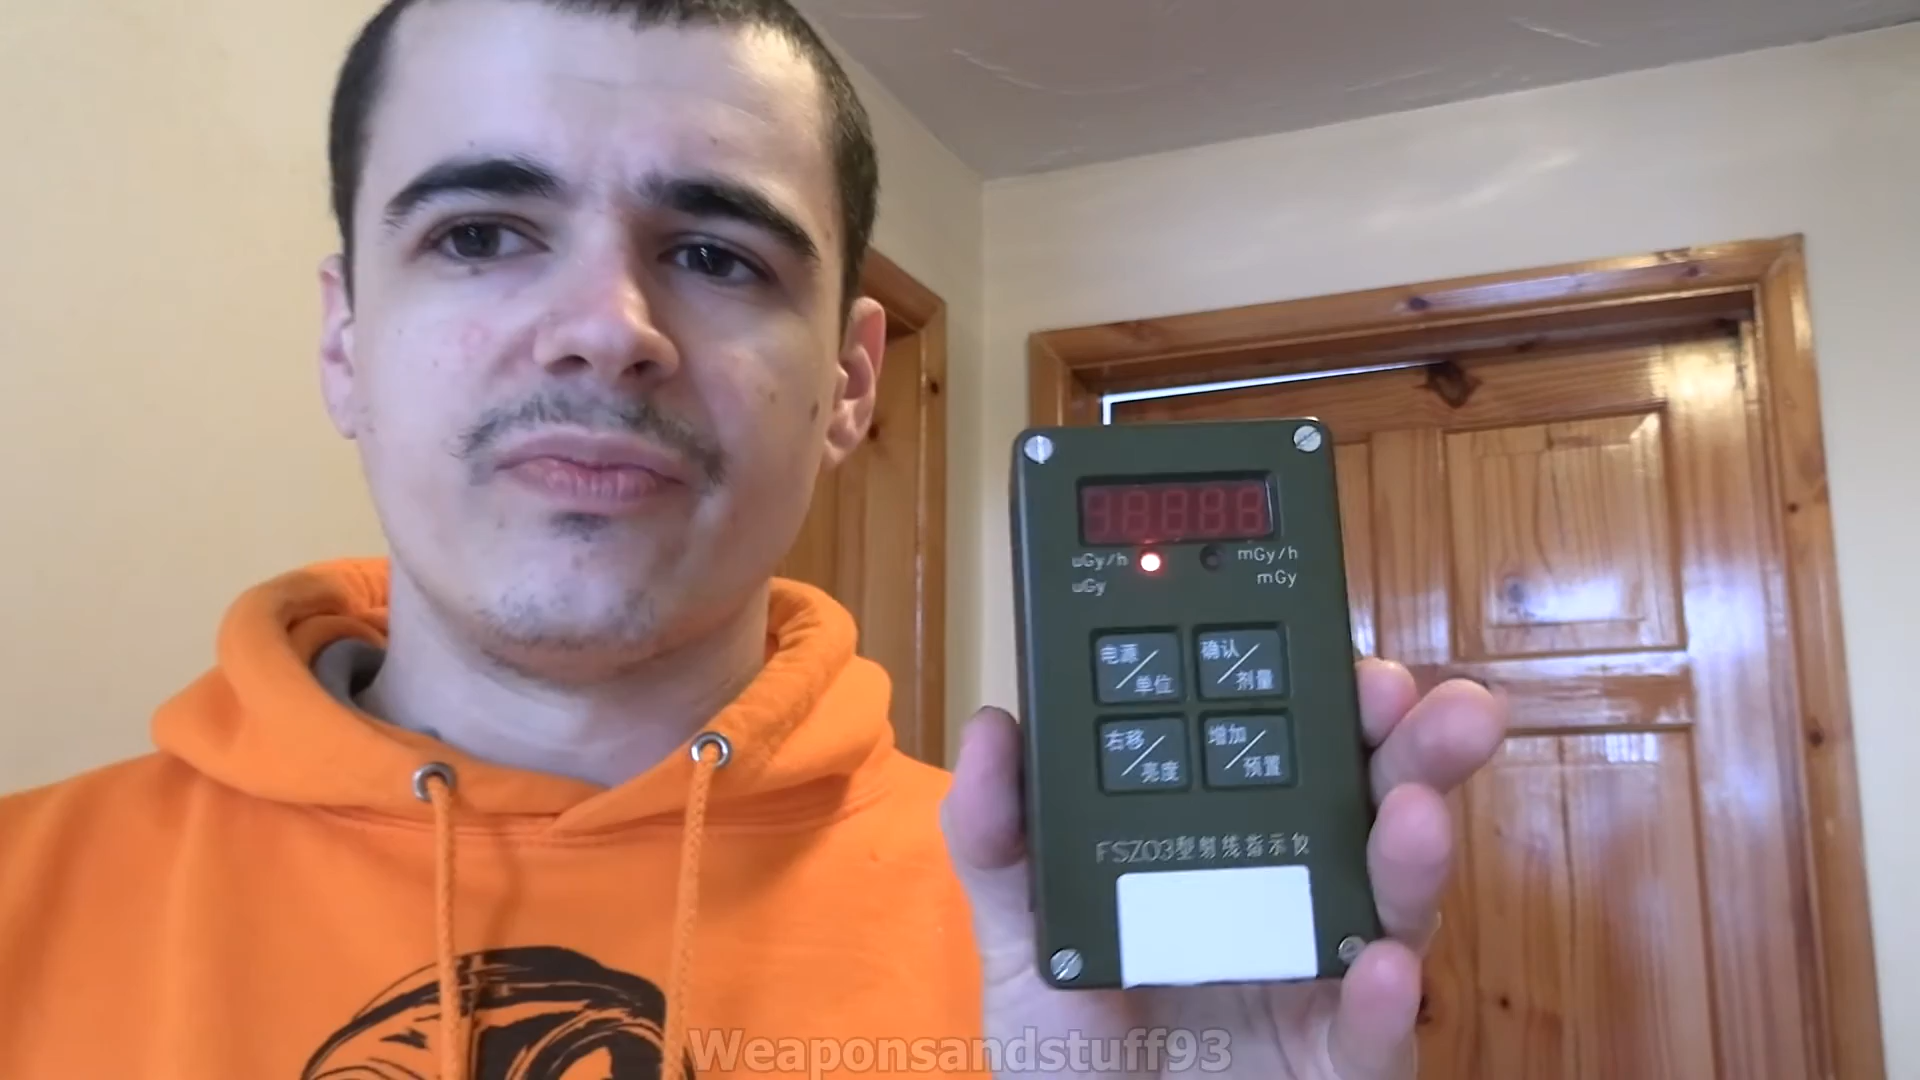 uGy/h mGy/h
uGy mGy
电源/单位 确认/剂量
右移/亮度 增加/预置
FSZ03型射线指示仪
Weaponsandstuff93